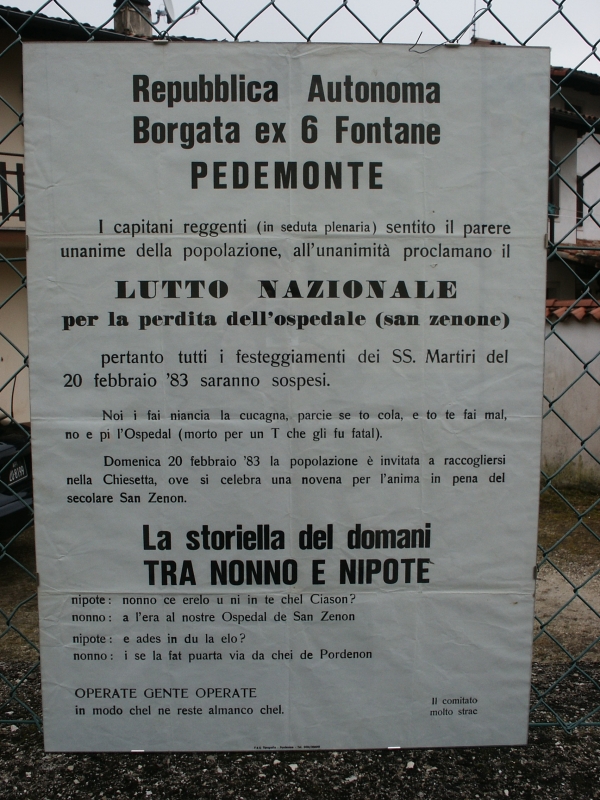 Repubblica Autonoma
Borgata ex 6 Fontane
PEDEMONTE
I capitani reggenti (in seduta plenaria) sentito il parere
unanime della popolazione, all'unanimità proclamano il
LUTTO NAZIONALE
per la perdita dell'ospedale (san zenone)
pertanto tutti i festeggiamenti dei SS. Martiri del
20 febbraio '83 saranno sospesi.
Noi i fai niancia la cucagna, parcie se to cola, e to te fai mal,
no e pi l'Ospedal (morto per un T che gli fu fatal).
Domenica 20 febbraio '83 la popolazione è invitata a raccogliersi
nella Chiesetta, ove si celebra una novena per l'anima in pena del
secolare San Zenon.
La storiella del domani
TRA NONNO E NIPOTE
nipote: nonno ce erelo u ni in te chel Ciason?
nonno: a l'era al nostre Ospedal de San Zenon
nipote: e ades in du la elo?
nonno: i se la fat puarta via da chei de Pordenon
OPERATE GENTE OPERATE
in modo chel ne reste almanco chel.
Il comitato
molto strac